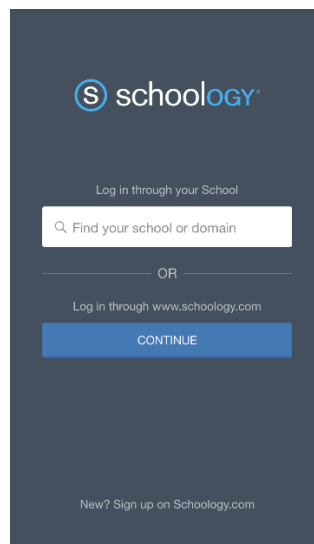 S schoology
Log in through your School
Find your school or domain
OR
Log in through www.schoology.com
CONTINUE
New? Sign up on Schoology.com